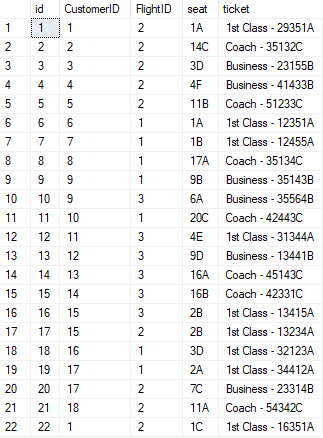 id CustomerID FlightID seat ticket
1 1 1 2 1A 1st Class - 29351A
2 2 2 2 14C Coach - 35132C
3 3 3 2 3D Business - 23155B
4 4 4 2 4F Business - 41433B
5 5 5 2 11B Coach - 51233C
6 6 6 1 1A 1st Class - 12351A
7 7 7 1 1B 1st Class - 12455A
8 8 8 1 17A Coach - 35134C
9 9 9 1 9B Business - 35143B
10 10 9 3 6A Business - 35564B
11 11 10 1 20C Coach - 42443C
12 12 11 3 4E 1st Class - 31344A
13 13 12 3 9D Business - 13441B
14 14 13 3 16A Coach - 45143C
15 15 14 3 16B Coach - 42331C
16 16 15 3 2B 1st Class - 13415A
17 17 15 2 2B 1st Class - 13234A
18 18 16 1 3D 1st Class - 32123A
19 19 17 1 2A 1st Class - 34412A
20 20 17 2 7C Business - 23314B
21 21 18 2 11A Coach - 54342C
22 22 1 2 1C 1st Class - 16351A